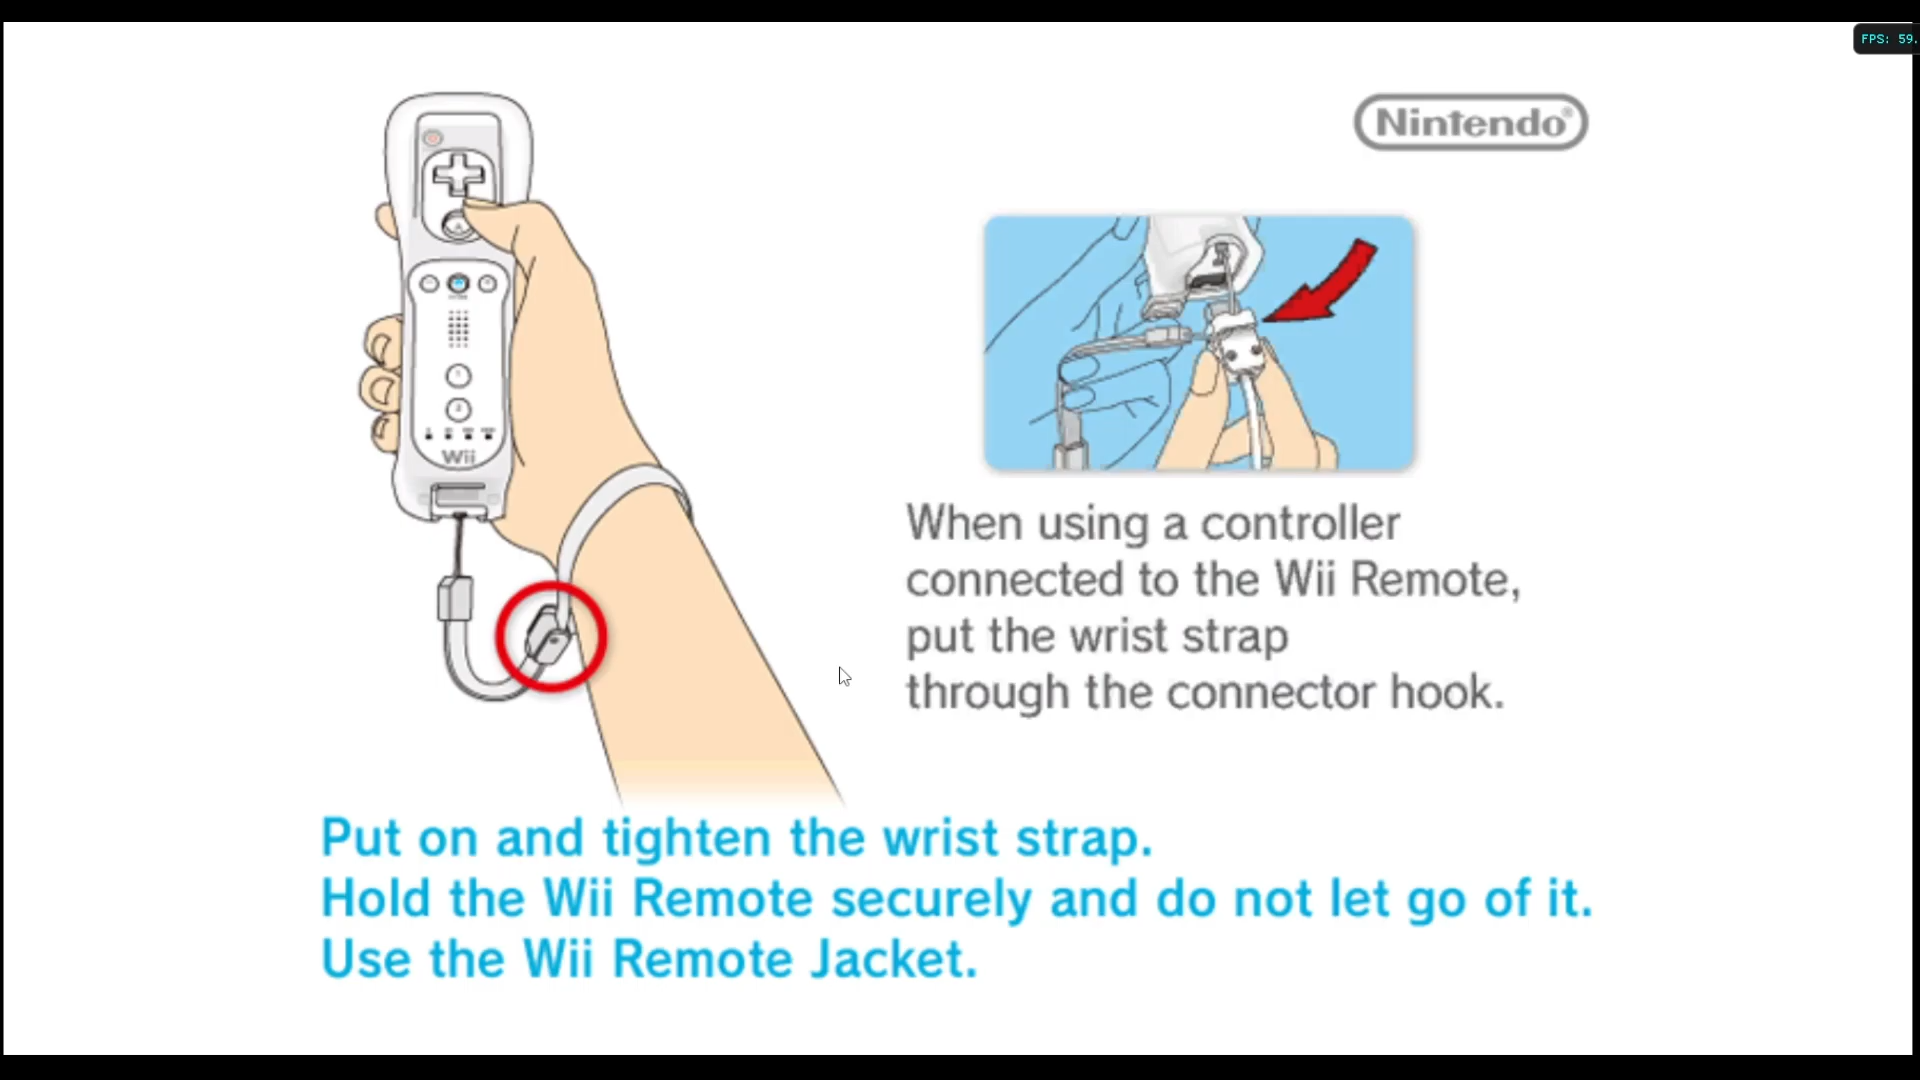 FPS: 59.
Nintendo®
Wii
When using a controller
connected to the Wii Remote,
put the wrist strap
through the connector hook.
Put on and tighten the wrist strap.
Hold the Wii Remote securely and do not let go of it.
Use the Wii Remote Jacket.